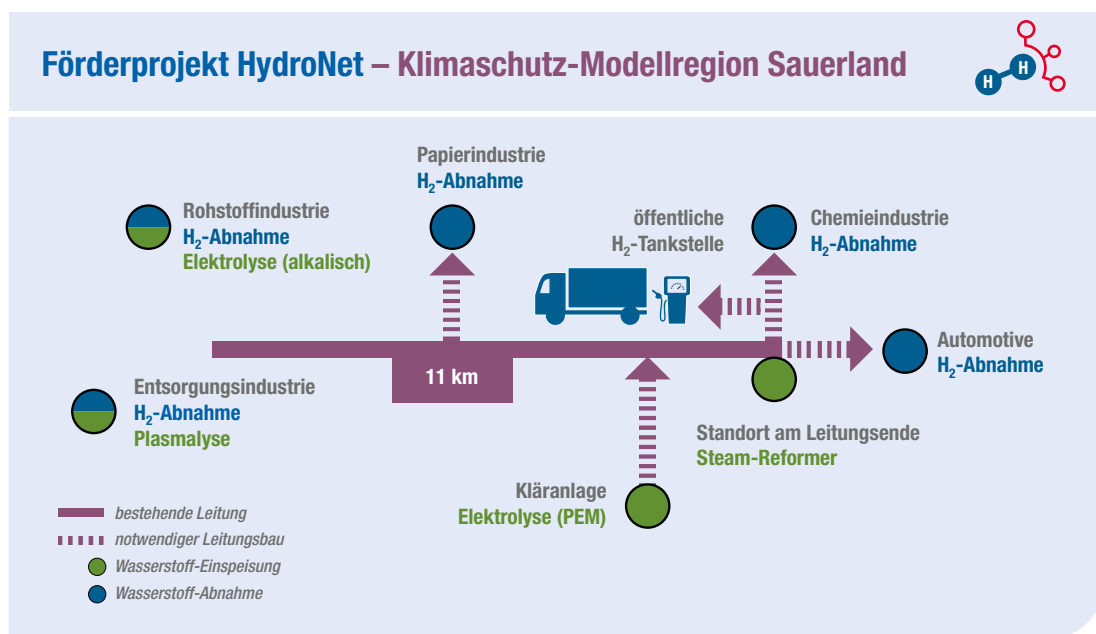 Förderprojekt HydroNet – Klimaschutz-Modellregion Sauerland
H H
Papierindustrie
H₂-Abnahme
Rohstoffindustrie
H₂-Abnahme
Elektrolyse (alkalisch)
öffentliche
H₂-Tankstelle
Chemieindustrie
H₂-Abnahme
11 km
Automotive
H₂-Abnahme
Entsorgungsindustrie
H₂-Abnahme
Plasmalyse
Standort am Leitungsende
Steam-Reformer
Kläranlage
Elektrolyse (PEM)
bestehende Leitung
notwendiger Leitungsbau
Wasserstoff-Einspeisung
Wasserstoff-Abnahme